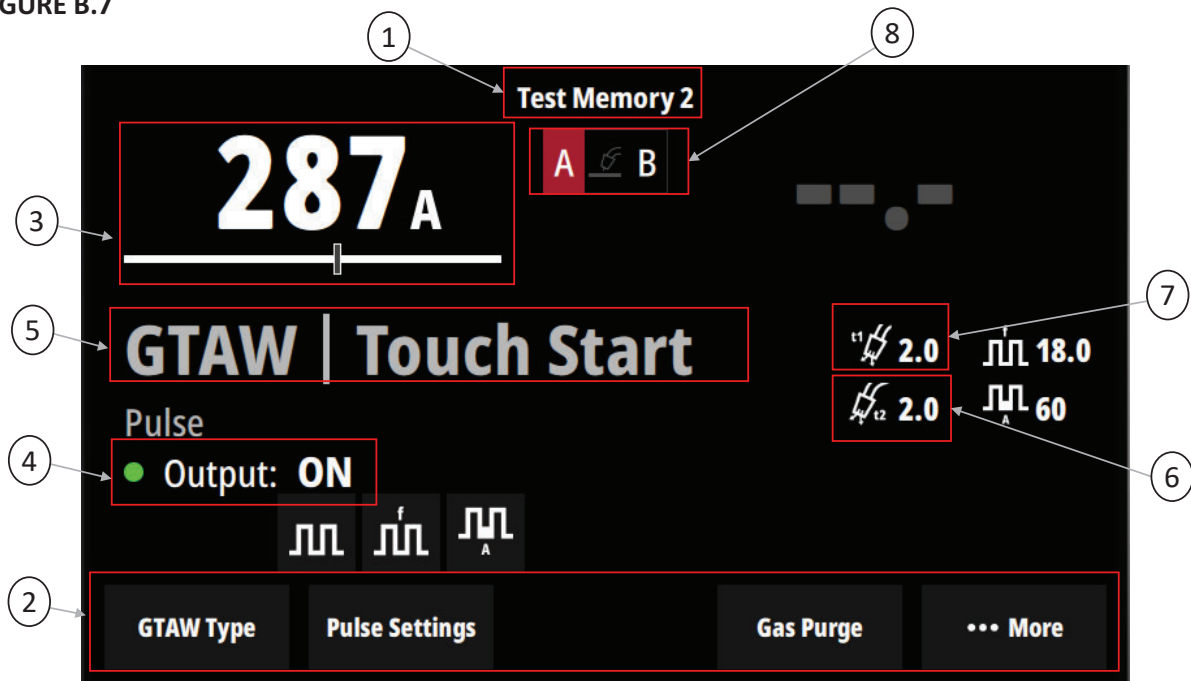 GURE B.7
1
8
Test Memory 2
287 A
A B
3
--.-
7
5
GTAW | Touch Start
t1 2.0
f 18.0
t2 2.0
A 60
Pulse
4
Output: ON
6
f
A
2
GTAW Type
Pulse Settings
Gas Purge
••• More